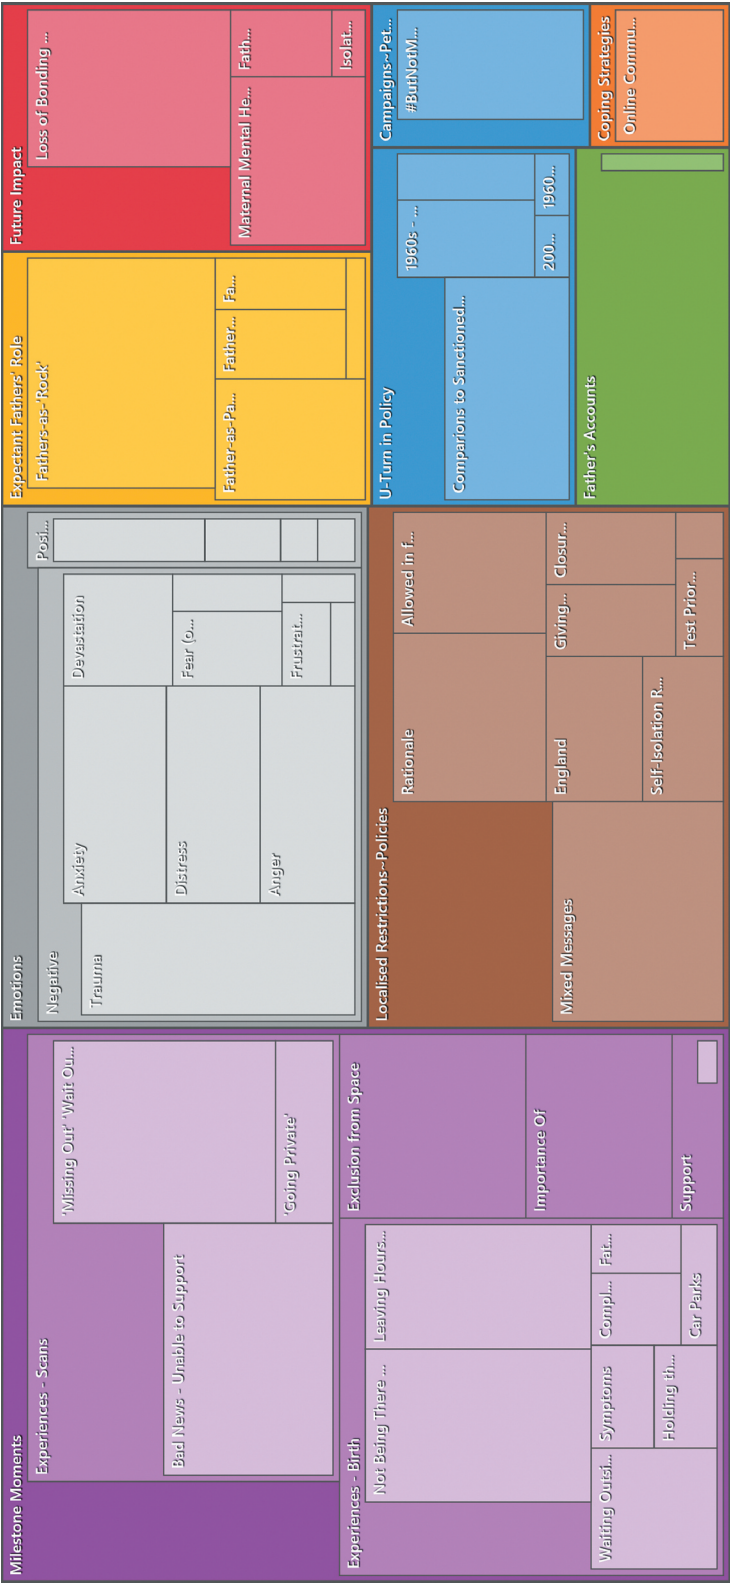 Milestone Moments
Experiences - Scans
Bad News - Unable to Support
'Missing Out' 'Wait Ou...
'Going Private'
Experiences - Birth
Not Being There ...
Leaving Hours...
Waiting Outsi...
Symptoms
Holding th...
Compl...
Fat...
Car Parks
Exclusion from Space
Importance Of
Support
Emotions
Negative
Trauma
Anxiety
Distress
Anger
Devastation
Fear (o...
Frustrat...
Posi...
Localised Restrictions~Policies
Mixed Messages
Rationale
Allowed in f...
England
Self-Isolation R...
Giving...
Closur...
Test Prior...
Expectant Fathers' Role
Fathers-as-'Rock'
Father-as-Pa...
Father...
Fa...
Future Impact
Loss of Bonding ...
Maternal Mental He...
Fath...
Isolat...
U-Turn in Policy
Comparions to Sanctioned...
1960s - ...
200...
1960...
Campaigns~Pet...
#ButNotM...
Father's Accounts
Coping Strategies
Online Commu...